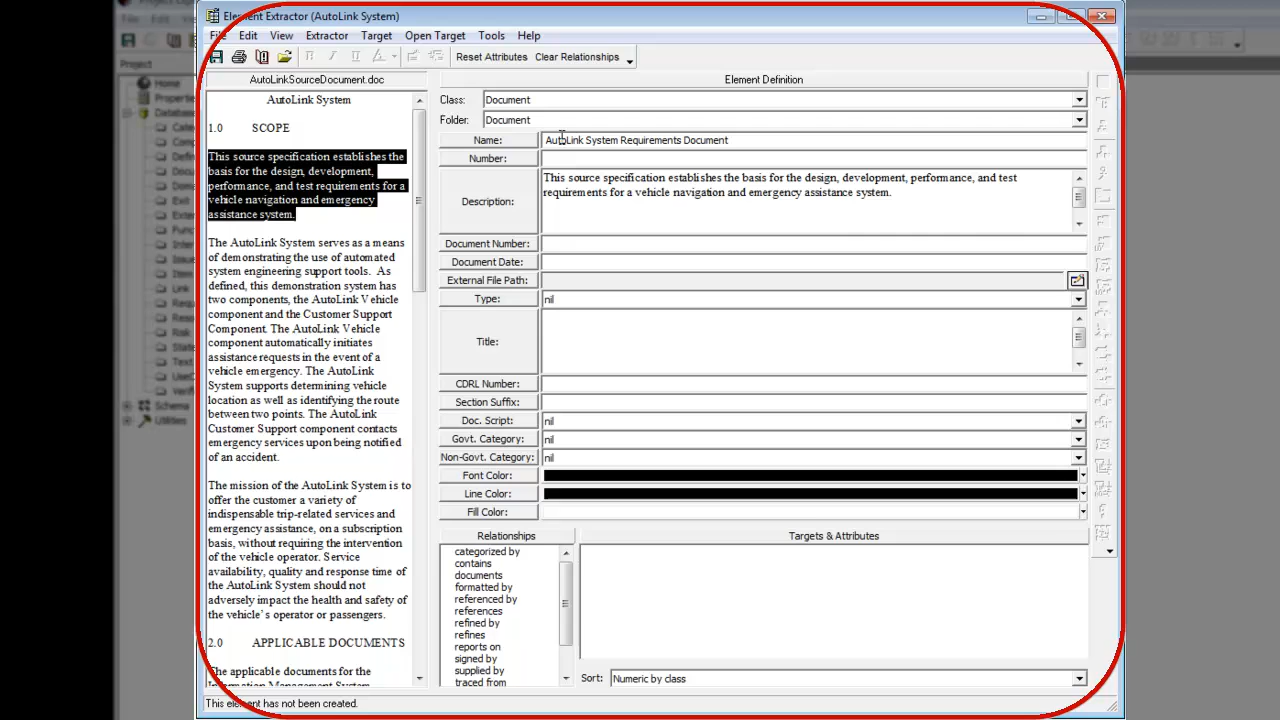 Element Extractor (AutoLink System)
File Edit View Extractor Target Open Target Tools Help
B I U A Reset Attributes Clear Relationships
AutoLinkSourceDocument.doc
AutoLink System
1.0 SCOPE
This source specification establishes the
basis for the design, development,
performance, and test requirements for a
vehicle navigation and emergency
assistance system.
The AutoLink System serves as a means
of demonstrating the use of automated
system engineering support tools. As
defined, this demonstration system has
two components, the AutoLink Vehicle
component and the Customer Support
Component. The AutoLink Vehicle
component automatically initiates
assistance requests in the event of a
vehicle emergency. The AutoLink
System supports determining vehicle
location as well as identifying the route
between two points. The AutoLink
Customer Support component contacts
emergency services upon being notified
of an accident.
The mission of the AutoLink System is to
offer the customer a variety of
indispensable trip-related services and
emergency assistance, on a subscription
basis, without requiring the intervention
of the vehicle operator. Service
availability, quality and response time of
the AutoLink System should not
adversely impact the health and safety of
the vehicle's operator or passengers.
2.0 APPLICABLE DOCUMENTS
The applicable documents for the
Information Management System
Element Definition
Class: Document
Folder: Document
Name: AutoLink System Requirements Document
Number:
Description: This source specification establishes the basis for the design, development, performance, and test
requirements for a vehicle navigation and emergency assistance system.
Document Number:
Document Date:
External File Path:
Type: nil
Title:
CDRL Number:
Section Suffix:
Doc. Script: nil
Govt. Category: nil
Non-Govt. Category: nil
Font Color:
Line Color:
Fill Color:
Relationships
categorized by
contains
documents
formatted by
referenced by
references
refined by
refines
reports on
signed by
supplied by
traced from
Targets & Attributes
Sort: Numeric by class
This element has not been created.
Project
Home
Schema
Utilities